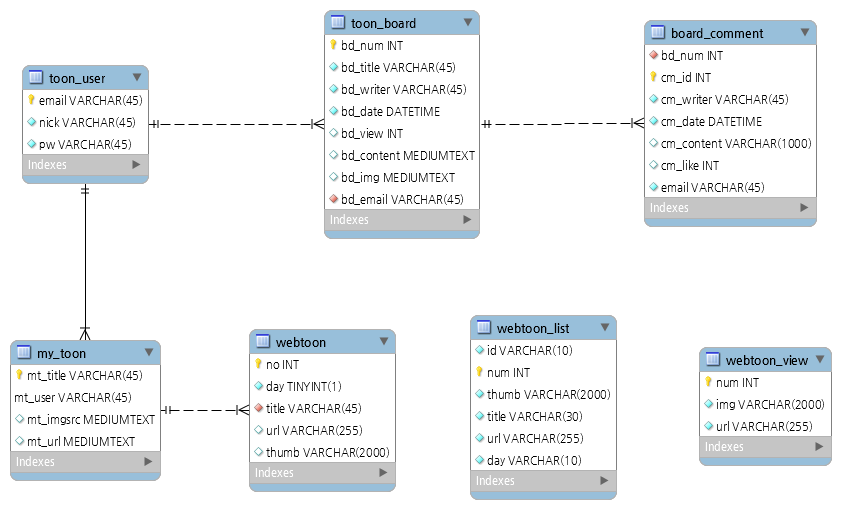 toon_user
email VARCHAR(45)
nick VARCHAR(45)
pw VARCHAR(45)
Indexes
toon_board
bd_num INT
bd_title VARCHAR(45)
bd_writer VARCHAR(45)
bd_date DATETIME
bd_view INT
bd_content MEDIUMTEXT
bd_img MEDIUMTEXT
bd_email VARCHAR(45)
Indexes
board_comment
bd_num INT
cm_id INT
cm_writer VARCHAR(45)
cm_date DATETIME
cm_content VARCHAR(1000)
cm_like INT
email VARCHAR(45)
Indexes
my_toon
mt_title VARCHAR(45)
mt_user VARCHAR(45)
mt_imgsrc MEDIUMTEXT
mt_url MEDIUMTEXT
Indexes
webtoon
no INT
day TINYINT(1)
title VARCHAR(45)
url VARCHAR(255)
thumb VARCHAR(2000)
Indexes
webtoon_list
id VARCHAR(10)
num INT
thumb VARCHAR(2000)
title VARCHAR(30)
url VARCHAR(255)
day VARCHAR(10)
Indexes
webtoon_view
num INT
img VARCHAR(2000)
url VARCHAR(255)
Indexes